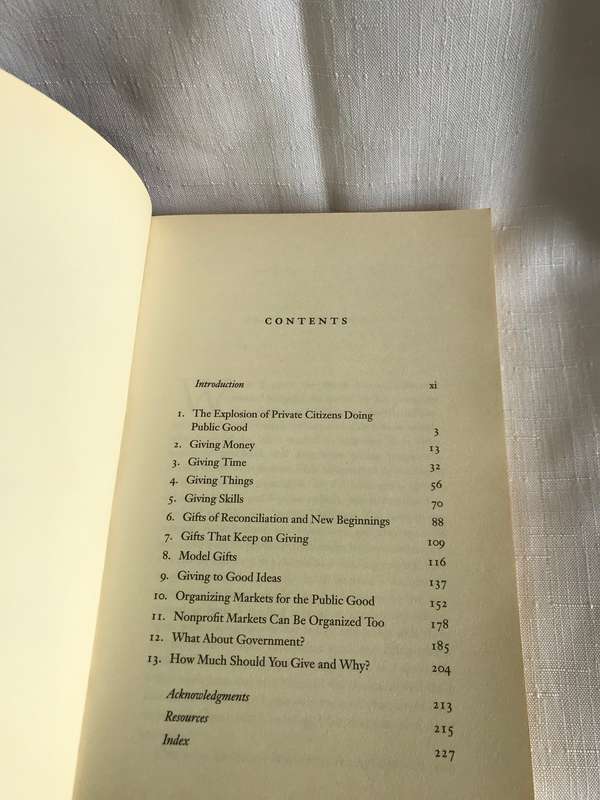 CONTENTS
Introduction xi
1. The Explosion of Private Citizens Doing
Public Good 3
2. Giving Money 13
3. Giving Time 32
4. Giving Things 56
5. Giving Skills 70
6. Gifts of Reconciliation and New Beginnings 88
7. Gifts That Keep on Giving 109
8. Model Gifts 116
9. Giving to Good Ideas 137
10. Organizing Markets for the Public Good 152
11. Nonprofit Markets Can Be Organized Too 178
12. What About Government? 185
13. How Much Should You Give and Why? 204
Acknowledgments 213
Resources 215
Index 227